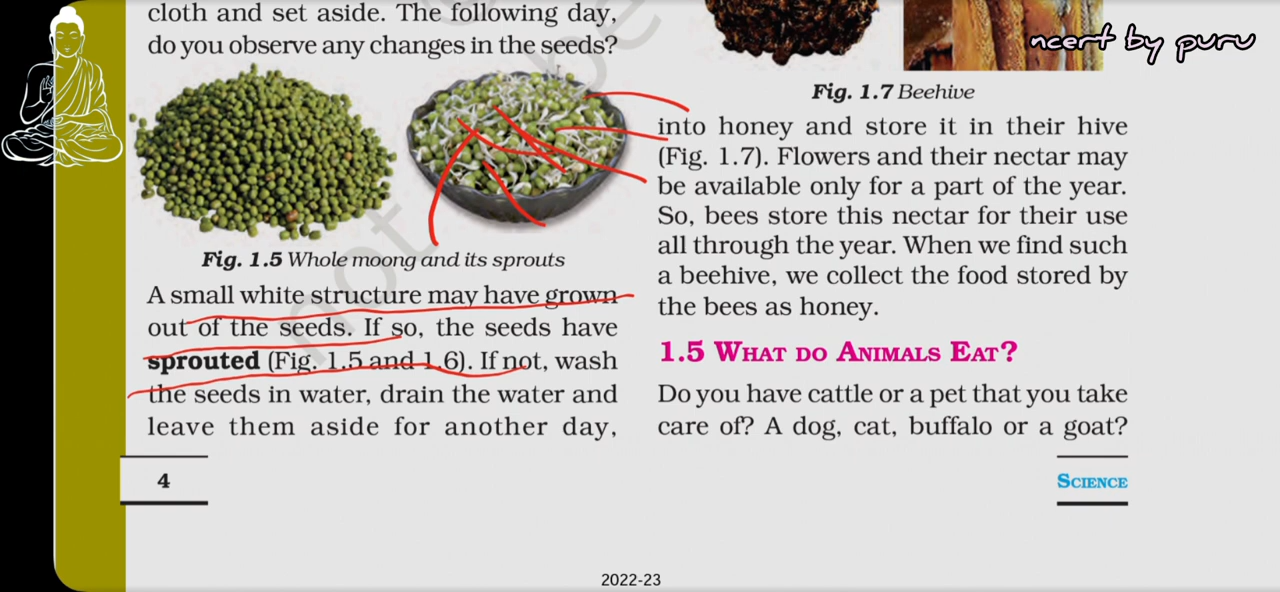 cloth and set aside. The following day,
do you observe any changes in the seeds?
Fig. 1.5 Whole moong and its sprouts
A small white structure may have grown
out of the seeds. If so, the seeds have
sprouted (Fig. 1.5 and 1.6). If not, wash
the seeds in water, drain the water and
leave them aside for another day,
4
ncert by puru
Fig. 1.7 Beehive
into honey and store it in their hive
(Fig. 1.7). Flowers and their nectar may
be available only for a part of the year.
So, bees store this nectar for their use
all through the year. When we find such
a beehive, we collect the food stored by
the bees as honey.
1.5 WHAT DO ANIMALS EAT?
Do you have cattle or a pet that you take
care of? A dog, cat, buffalo or a goat?
SCIENCE
2022-23
not
be